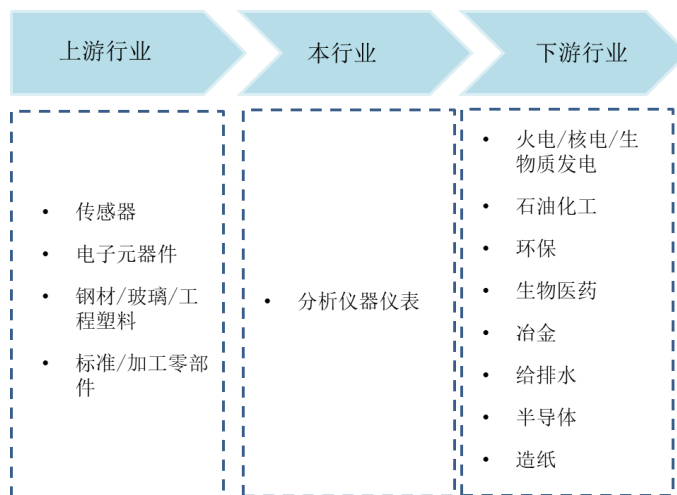 上游行业
本行业
下游行业
• 传感器
• 电子元器件
• 钢材/玻璃/工
程塑料
• 标准/加工零部
件
• 分析仪器仪表
• 火电/核电/生
物质发电
• 石油化工
• 环保
• 生物医药
• 冶金
• 给排水
• 半导体
• 造纸